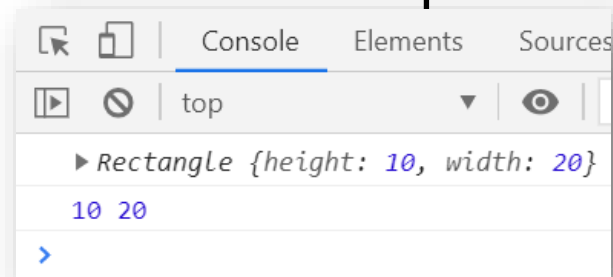 Console Elements Sources
top
Rectangle {height: 10, width: 20}
10 20